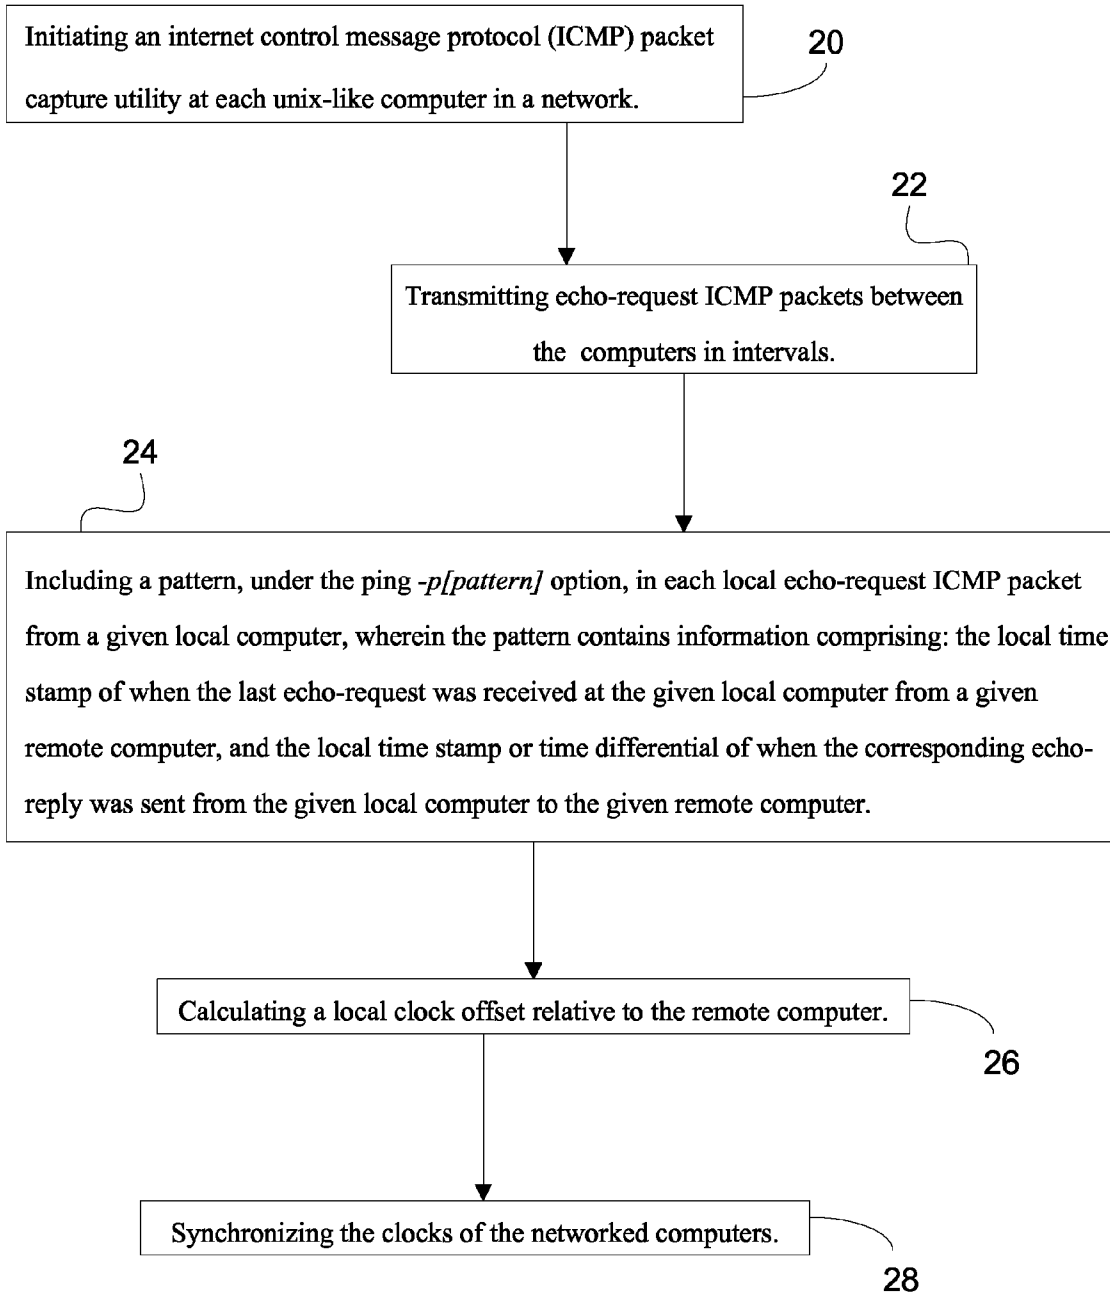 Initiating an internet control message protocol (ICMP) packet
capture utility at each unix-like computer in a network.
20
22
Transmitting echo-request ICMP packets between
the computers in intervals.
24
Including a pattern, under the ping -p[pattern] option, in each local echo-request ICMP packet
from a given local computer, wherein the pattern contains information comprising: the local time
stamp of when the last echo-request was received at the given local computer from a given
remote computer, and the local time stamp or time differential of when the corresponding echo-
reply was sent from the given local computer to the given remote computer.
Calculating a local clock offset relative to the remote computer.
26
Synchronizing the clocks of the networked computers.
28